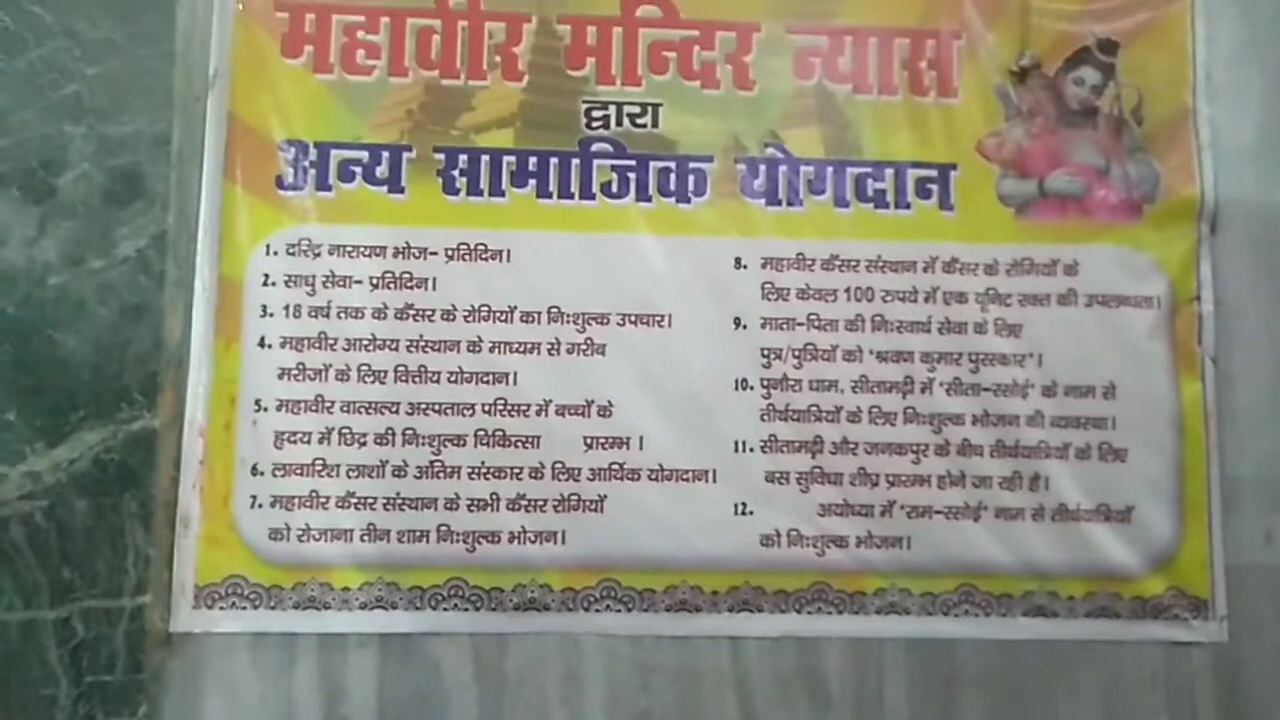 महावीर मन्दिर न्यास
द्वारा
अन्य सामाजिक योगदान
1. दरिद्र नारायण भोज- प्रतिदिन।
2. साधु सेवा- प्रतिदिन।
3. 18 वर्ष तक के कैंसर के रोगियों का निःशुल्क उपचार।
4. महावीर आरोग्य संस्थान के माध्यम से गरीब
मरीजों के लिए वित्तीय योगदान।
5. महावीर वात्सल्य अस्पताल परिसर में बच्चों के
हृदय में छिद्र की निःशुल्क चिकित्सा प्रारम्भ।
6. लावारिश लाशों के अंतिम संस्कार के लिए आर्थिक योगदान।
7. महावीर कैंसर संस्थान के सभी कैंसर रोगियों
को रोजाना तीन शाम निःशुल्क भोजन।
8. महावीर कैंसर संस्थान में कैंसर के रोगियों के
लिए केवल 100 रुपये में एक यूनिट रक्त की उपलब्धता।
9. माता-पिता की निःस्वार्थ सेवा के लिए
पुत्र/पुत्रियों को 'श्रवण कुमार पुरस्कार'।
10. पुनौरा धाम, सीतामढ़ी में 'सीता-रसोई' के नाम से
तीर्थयात्रियों के लिए निःशुल्क भोजन की व्यवस्था।
11. सीतामढ़ी और जनकपुर के बीच तीर्थयात्रियों के लिए
बस सुविधा शीघ्र प्रारम्भ होने जा रही है।
12. अयोध्या में 'राम-रसोई' नाम से तीर्थयात्रियों
को निःशुल्क भोजन।